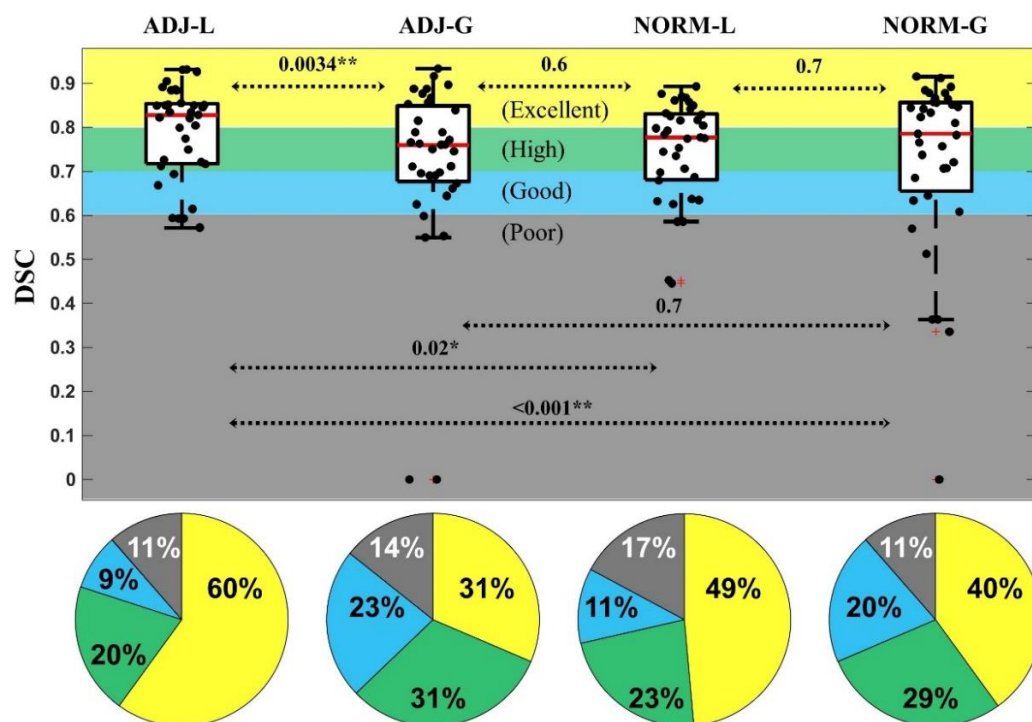 ADJ-L ADJ-G NORM-L NORM-G
0.0034** 0.6 0.7
0.9
(Excellent)
0.8
(High)
0.7
(Good)
0.6
(Poor)
0.5
0.4
0.7
0.3
0.02*
0.2
<0.001**
0.1
0
DSC
11% 9% 20% 60%
14% 23% 31% 31%
17% 11% 23% 49%
11% 20% 29% 40%